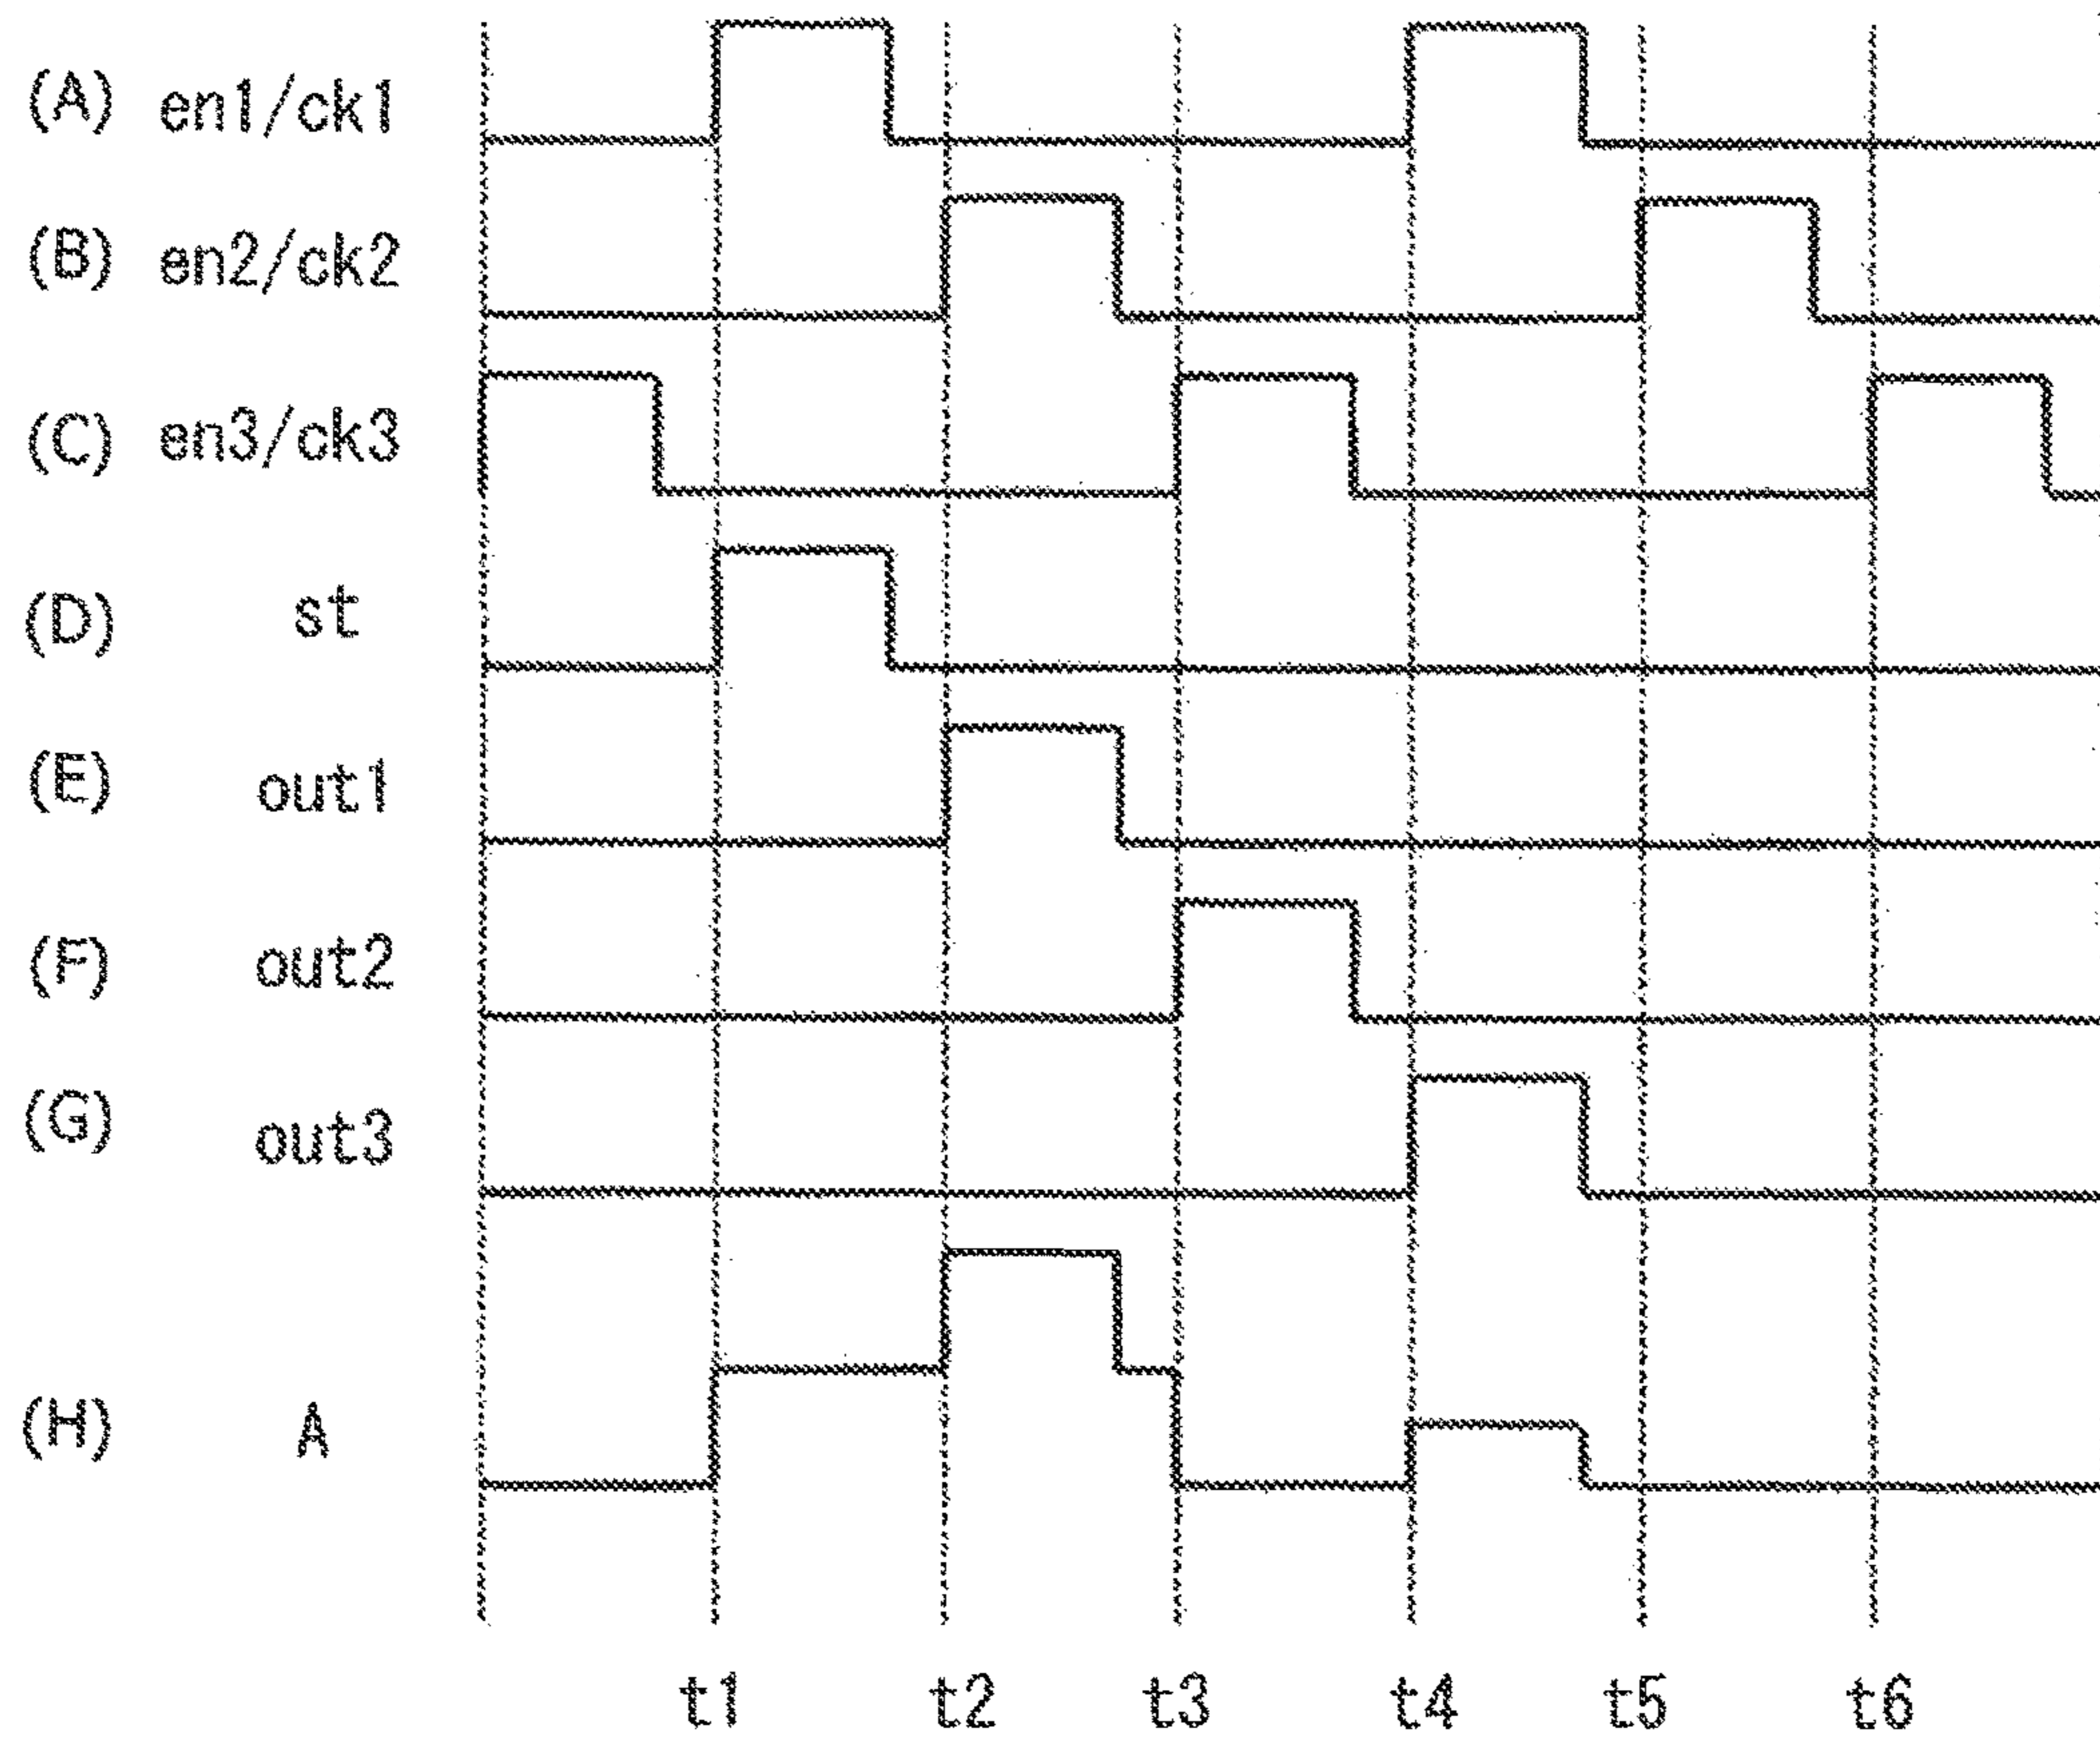 (A) en1/ck1
(B) en2/ck2
(C) en3/ck3
(D) st
(E) out1
(F) out2
(G) out3
(H) A
t1 t2 t3 t4 t5 t6